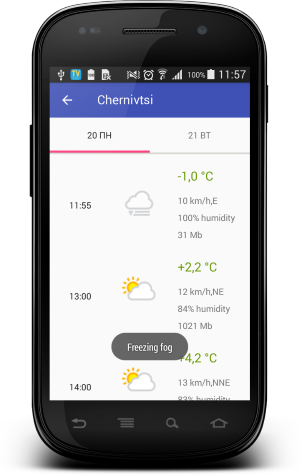 TV
100%
11:57
Chernivtsi
20 ПН
21 ВТ
11:55
-1,0 °C
10 km/h,E
100% humidity
31 Mb
13:00
+2,2 °C
12 km/h,NE
84% humidity
1021 Mb
Freezing fog
+4,2 °C
14:00
13 km/h,NNE
83% humidity